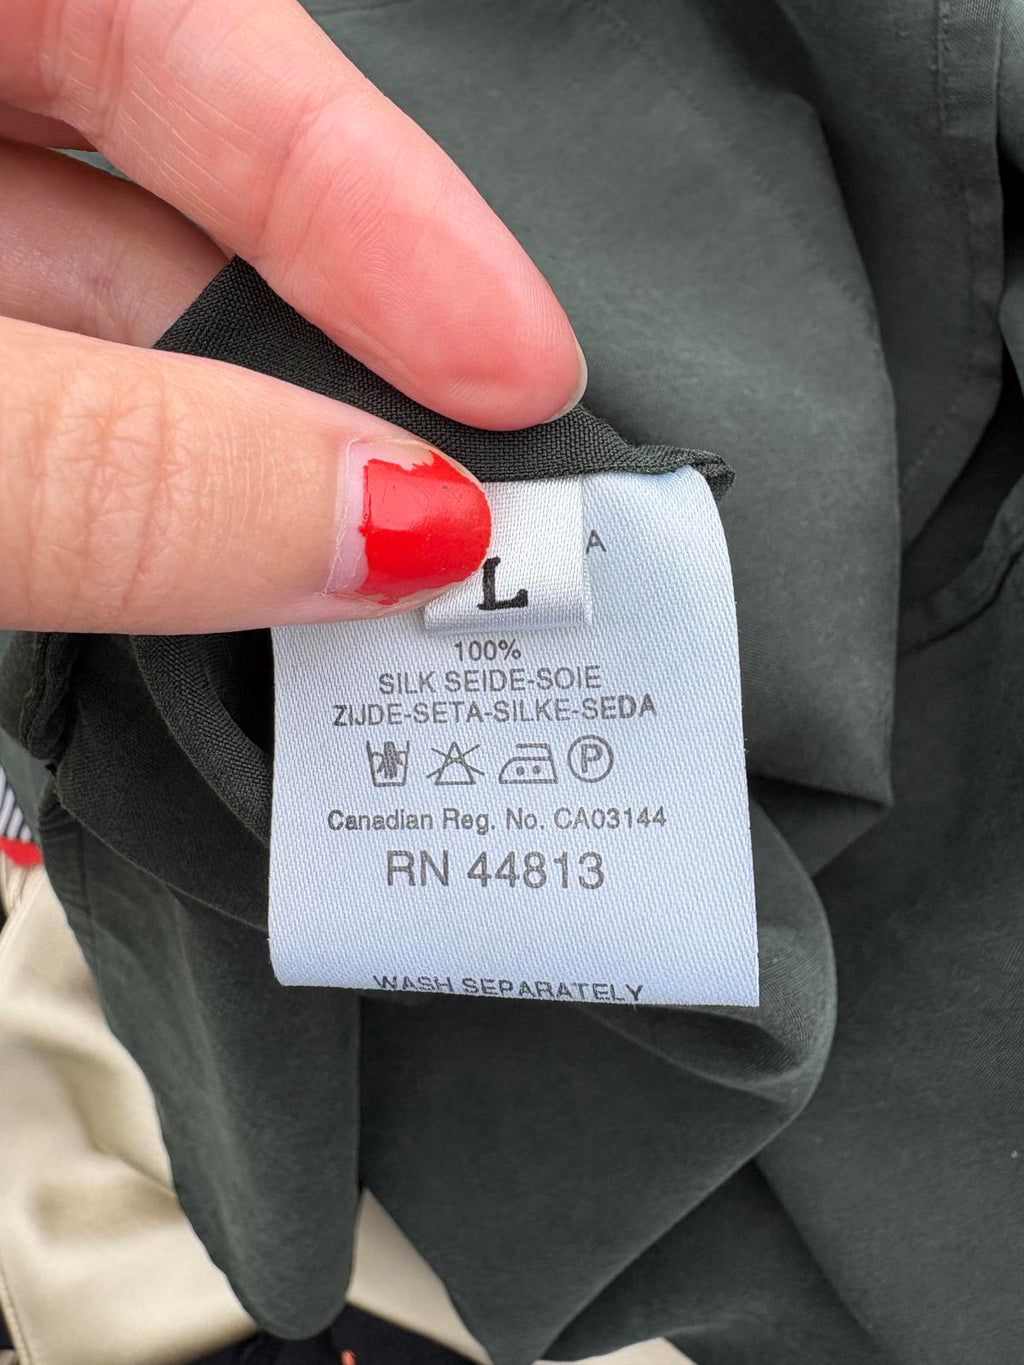 A
L
100%
SILK SEIDE-SOIE
ZIJDE-SETA-SILKE-SEDA
P
Canadian Reg. No. CA03144
RN 44813
WASH SEPARATELY